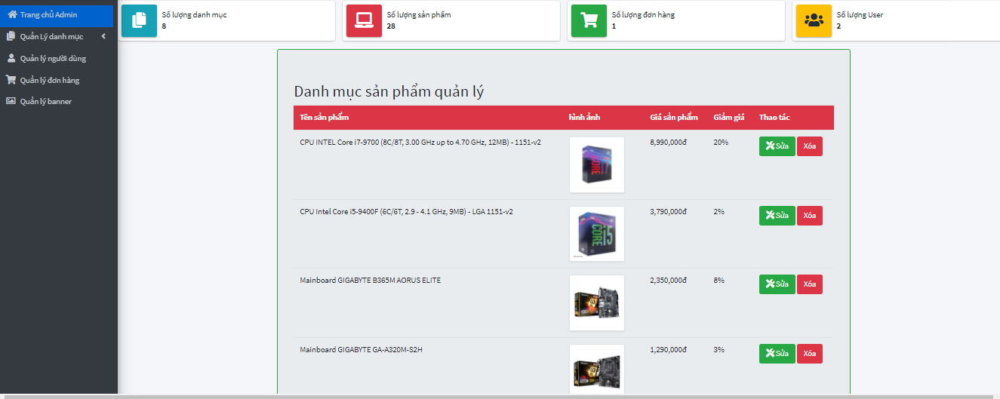 Trang chủ Admin
Quản Lý danh mục
Quản lý người dùng
Quản lý đơn hàng
Quản lý banner
Số lượng danh mục
8
Số lượng sản phẩm
28
Số lượng đơn hàng
1
Số lượng User
2
Danh mục sản phẩm quản lý
Tên sản phẩm hình ảnh Giá sản phẩm Giảm giá Thao tác
CPU INTEL Core i7-9700 (8C/8T, 3.00 GHz up to 4.70 GHz, 12MB) - 1151-v2 8,990,000đ 20% Sửa Xóa
CORE
CPU Intel Core i5-9400F (6C/6T, 2.9 - 4.1 GHz, 9MB) - LGA 1151-v2 3,790,000đ 2% Sửa Xóa
CORE i5
Mainboard GIGABYTE B365M AORUS ELITE 2,350,000đ 8% Sửa Xóa
Mainboard GIGABYTE GA-A320M-S2H 1,290,000đ 3% Sửa Xóa